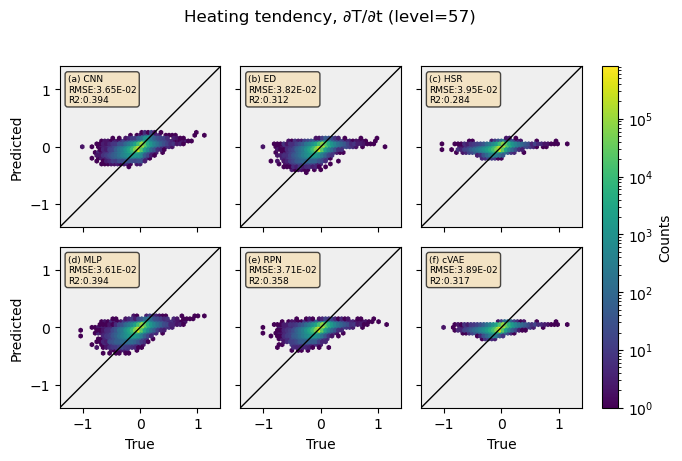 Heating tendency, ∂T/∂t (level=57)
(a) CNN
RMSE:3.65E-02
R2:0.394
(b) ED
RMSE:3.82E-02
R2:0.312
(c) HSR
RMSE:3.95E-02
R2:0.284
1
0
−1
Predicted
(d) MLP
RMSE:3.61E-02
R2:0.394
(e) RPN
RMSE:3.71E-02
R2:0.358
(f) cVAE
RMSE:3.89E-02
R2:0.317
1
0
−1
Predicted
−1 0 1
True
−1 0 1
True
−1 0 1
True
10⁵
10⁴
10³
10²
10¹
10⁰
Counts